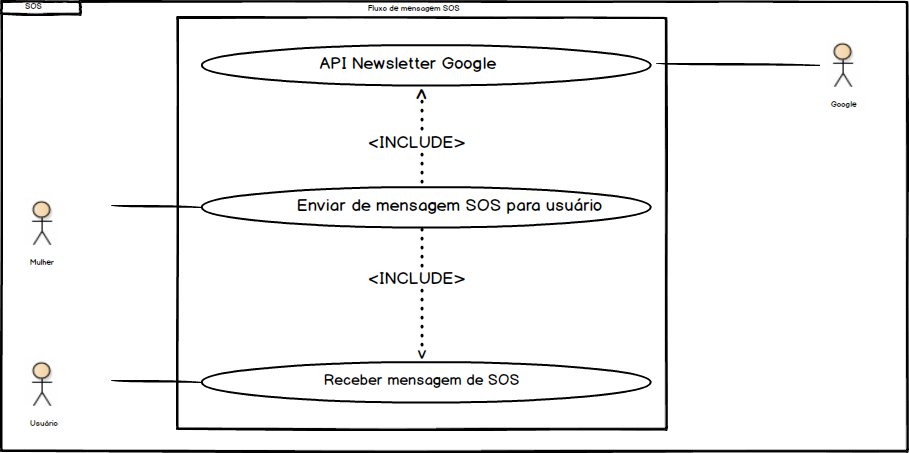 SOS
Fluxo de mensagem SOS
API Newsletter Google
Google
<INCLUDE>
Enviar de mensagem SOS para usuário
Mulher
<INCLUDE>
Receber mensagem de SOS
Usuário